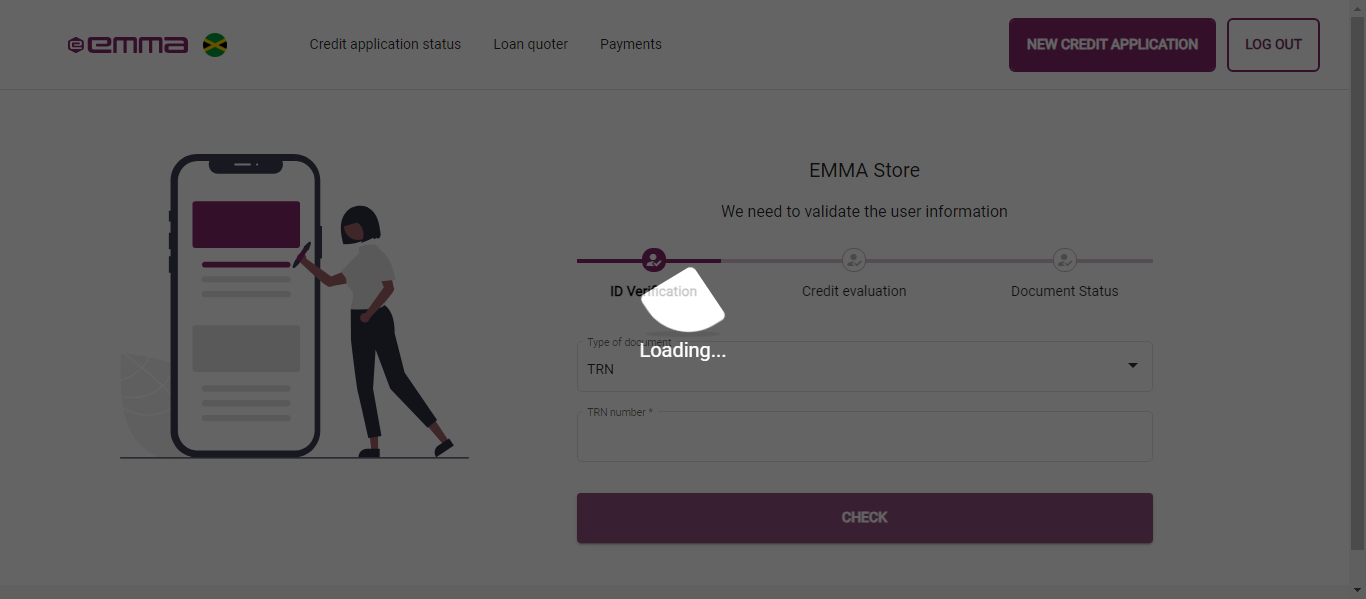 emma
Credit application status
Loan quoter
Payments
NEW CREDIT APPLICATION
LOG OUT
EMMA Store
We need to validate the user information
ID Verification
Credit evaluation
Document Status
Loading...
Type of document
TRN
TRN number *
CHECK